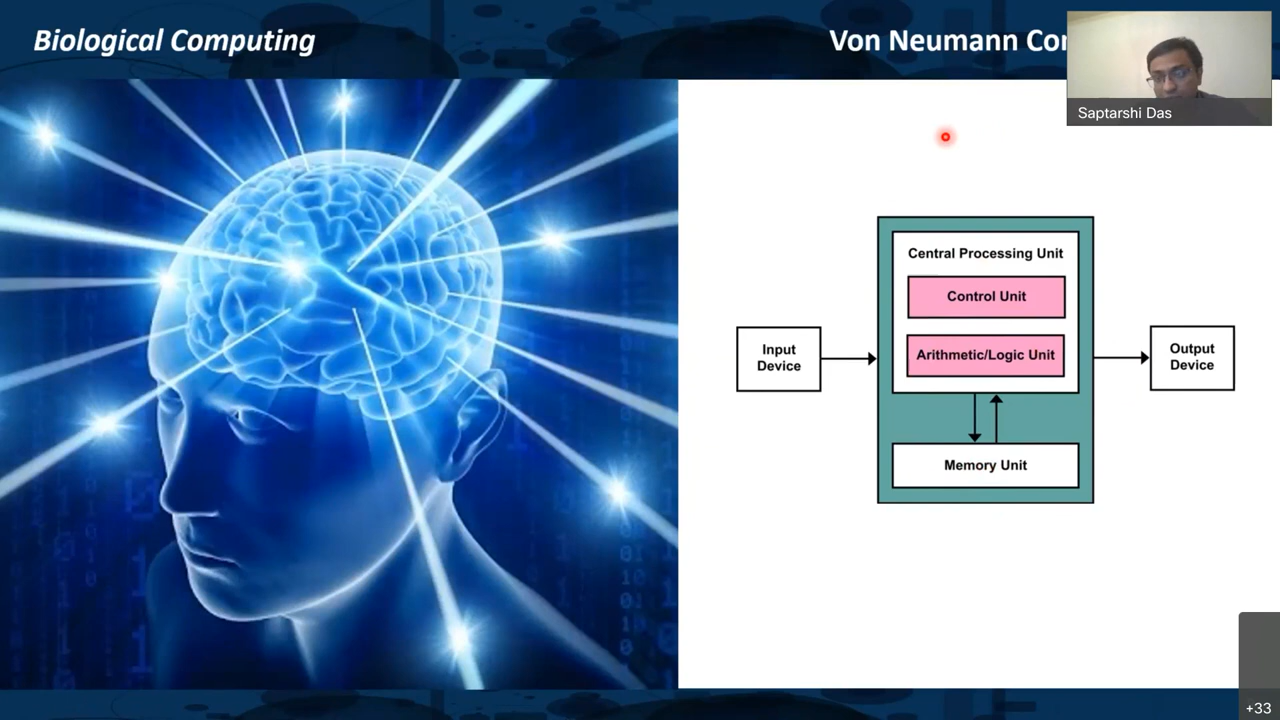 Biological Computing
Von Neumann Co
Saptarshi Das
Central Processing Unit
Control Unit
Arithmetic/Logic Unit
Input
Device
Output
Device
Memory Unit
+33